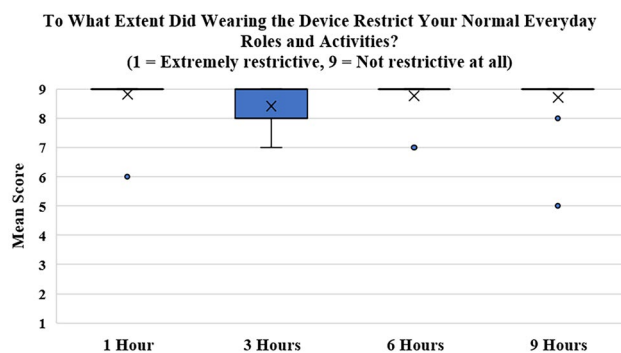 To What Extent Did Wearing the Device Restrict Your Normal Everyday
Roles and Activities?
(1 = Extremely restrictive, 9 = Not restrictive at all)
Mean Score
9
8
7
6
5
4
3
2
1
1 Hour
3 Hours
6 Hours
9 Hours